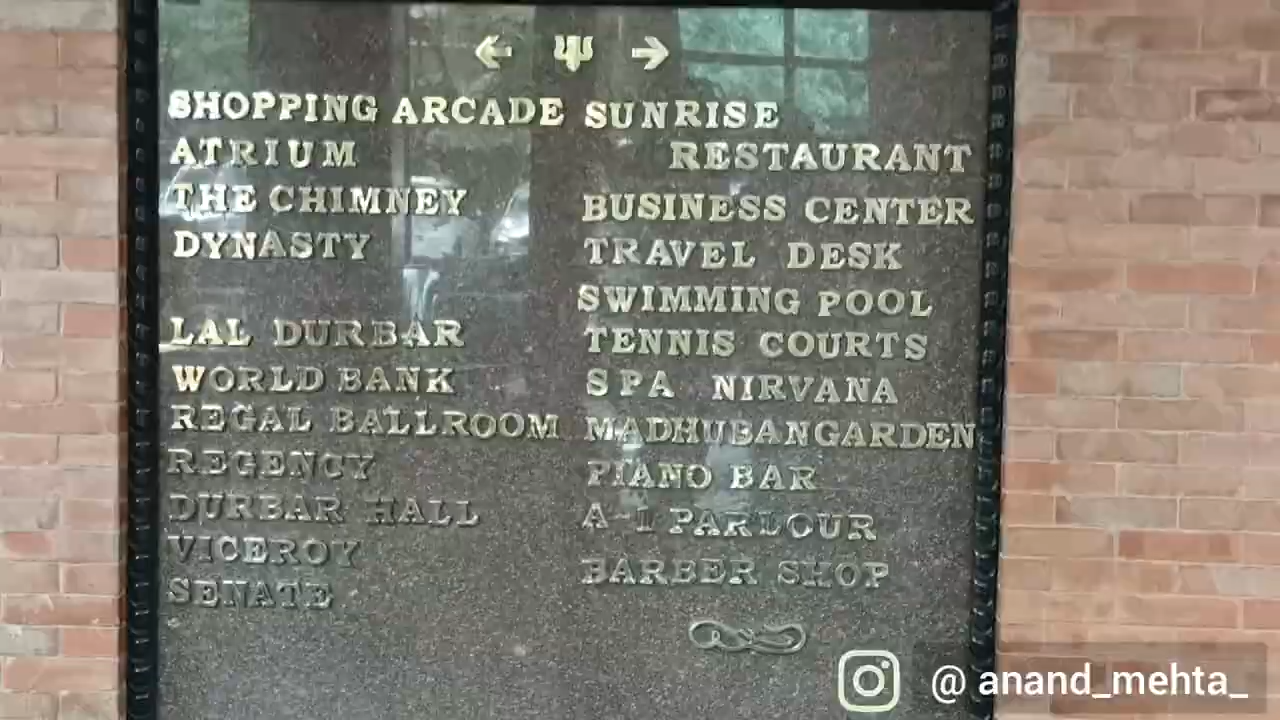 ← →
SHOPPING ARCADE
ATRIUM
THE CHIMNEY
DYNASTY
LAL DURBAR
WORLD BANK
REGAL BALLROOM
REGENCY
DURBAR HALL
VICEROY
SENATE
SUNRISE
RESTAURANT
BUSINESS CENTER
TRAVEL DESK
SWIMMING POOL
TENNIS COURTS
SPA NIRVANA
MADHUBANGARDEN
PIANO BAR
A-1 PARLOUR
BARBER SHOP
@ anand_mehta_